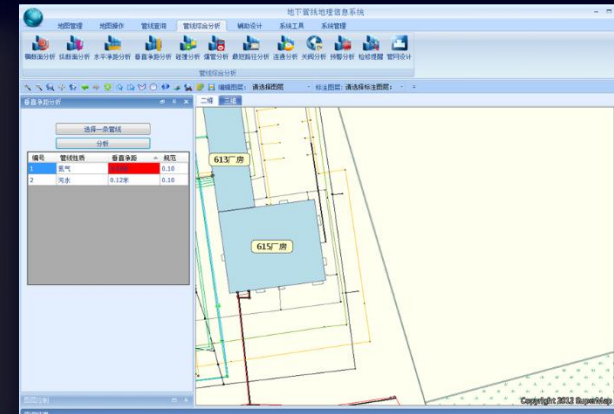 地下管线地理信息系统
地图管理 地图操作 管线查询 管线综合分析 辅助设计 系统工具 系统管理
横断面分析 纵断面分析 水平净距分析 垂直净距分析 碰撞分析 爆管分析 最短路径分析 连通分析 关阀分析 预警分析 检修提醒 管网设计
管线综合分析
编辑图层: 请选择图层 标注图层: 请选择标注图层:
垂直净距分析
二维 三维
选择一条管线
分析
编号 管线性质 垂直净距 规范
1 氮气 0.16
2 污水 0.12米 0.16
613厂房
615厂房
Copyright 2012 SuperMap